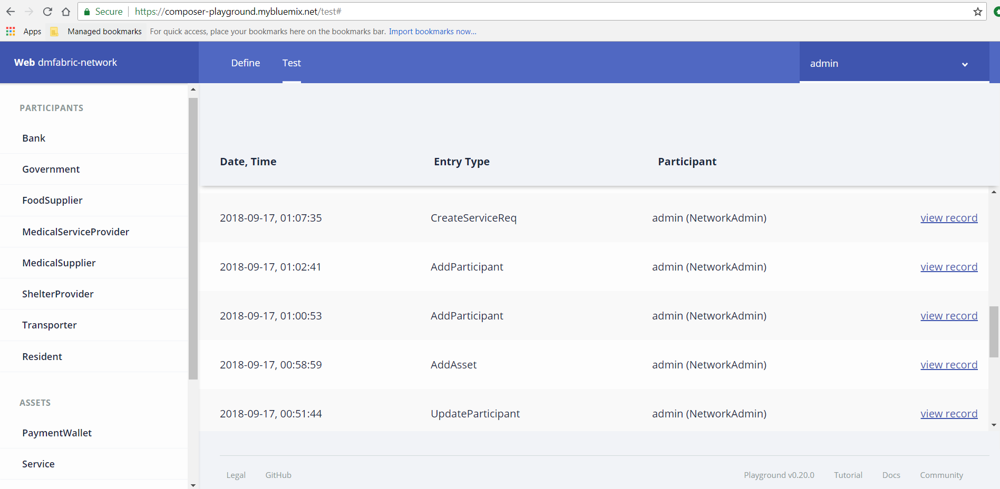 Secure https://composer-playground.mybluemix.net/test#
Apps Managed bookmarks For quick access, place your bookmarks here on the bookmarks bar. Import bookmarks now...
Web dmfabric-network
Define Test
admin
PARTICIPANTS
Bank
Government
FoodSupplier
MedicalServiceProvider
MedicalSupplier
ShelterProvider
Transporter
Resident
ASSETS
PaymentWallet
Service
Date, Time Entry Type Participant
2018-09-17, 01:07:35 CreateServiceReq admin (NetworkAdmin) view record
2018-09-17, 01:02:41 AddParticipant admin (NetworkAdmin) view record
2018-09-17, 01:00:53 AddParticipant admin (NetworkAdmin) view record
2018-09-17, 00:58:59 AddAsset admin (NetworkAdmin) view record
2018-09-17, 00:51:44 UpdateParticipant admin (NetworkAdmin) view record
Legal GitHub Playground v0.20.0 Tutorial Docs Community